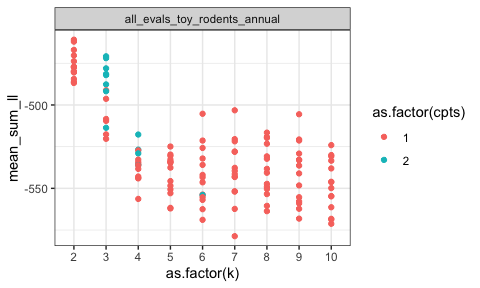 all_evals_toy_rodents_annual
mean_sum_ll
-500
-550
2 3 4 5 6 7 8 9 10
as.factor(k)
as.factor(cpts)
1
2